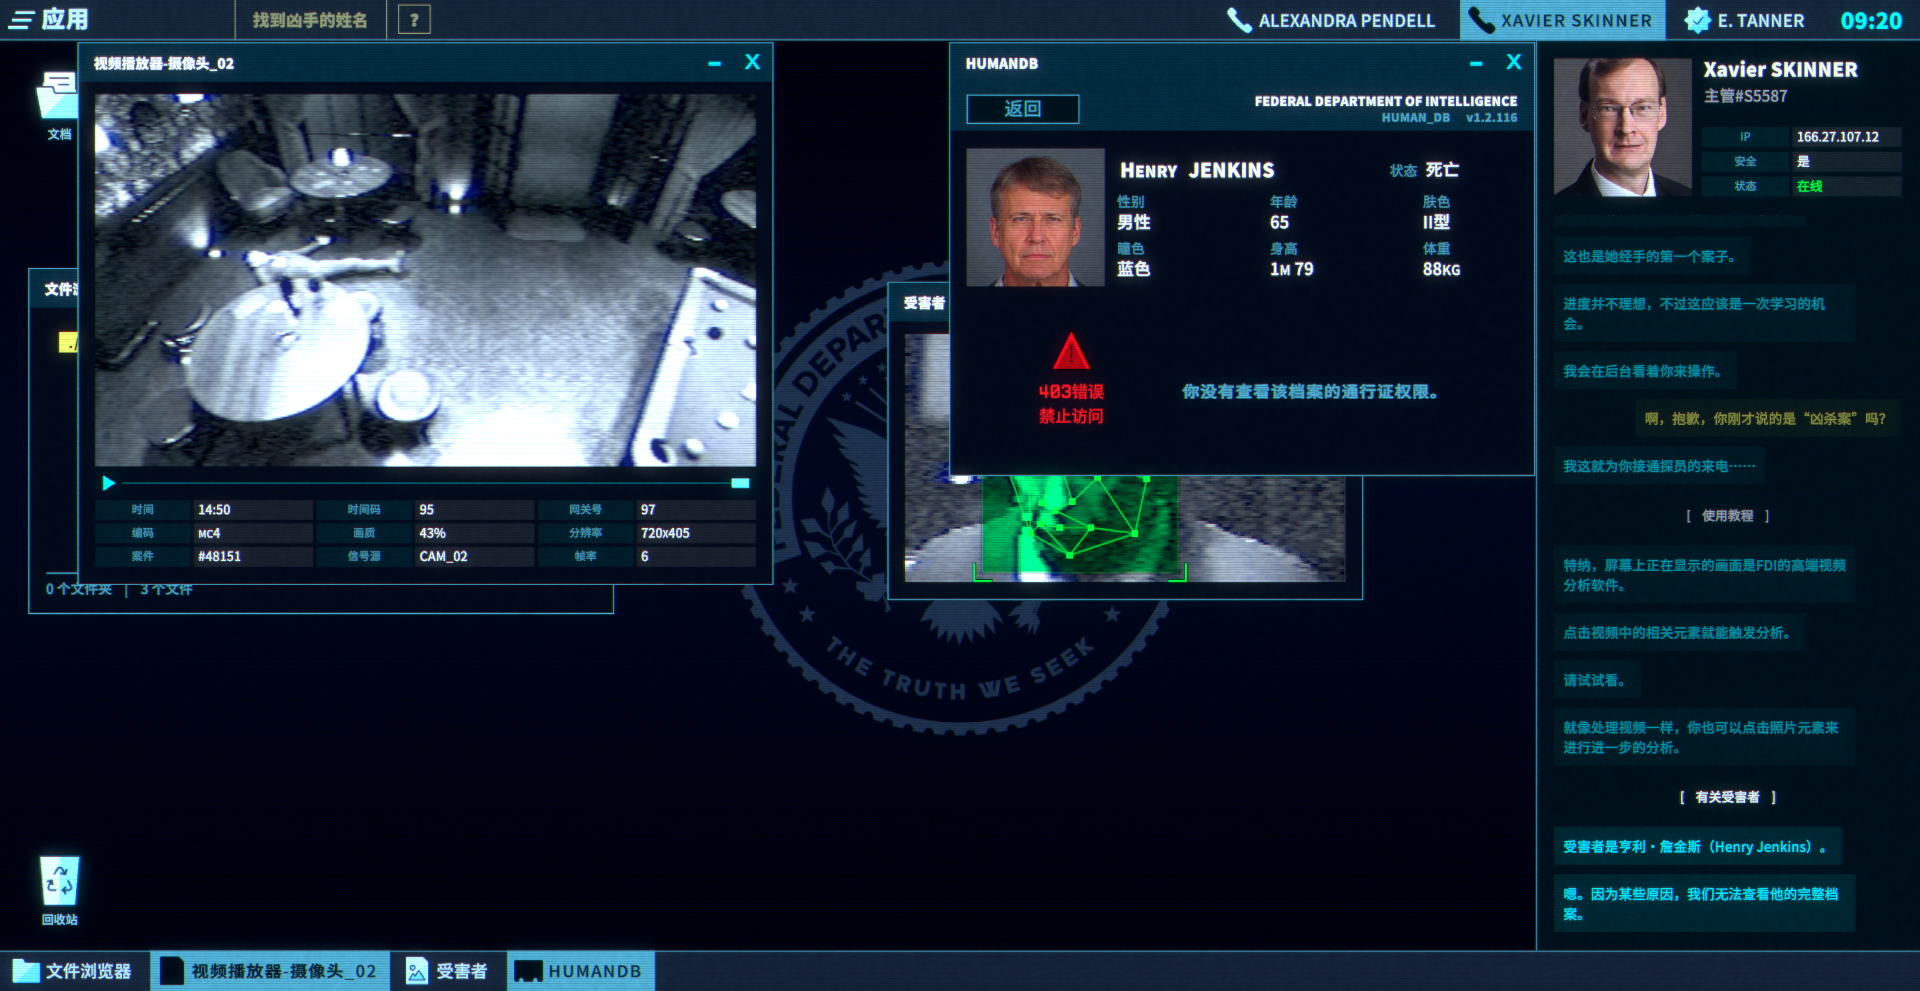 应用
找到凶手的姓名
?
ALEXANDRA PENDELL
XAVIER SKINNER
E. TANNER
09:20
文档
视频播放器-摄像头_02
时间 14:50 时间码 95 网关号 97
编码 MC4 画质 43% 分辨率 720x405
案件 #48151 信号源 CAM_02 帧率 6
文件浏
0 个文件夹 | 3 个文件
回收站
受害者
HUMANDB
返回
FEDERAL DEPARTMENT OF INTELLIGENCE
HUMAN_DB v1.2.116
HENRY JENKINS
状态 死亡
性别 年龄 肤色
男性 65 II型
瞳色 身高 体重
蓝色 1M 79 88KG
403错误
禁止访问
你没有查看该档案的通行证权限。
THE TRUTH WE SEEK
Xavier SKINNER
主管#S5587
IP 166.27.107.12
安全 是
状态 在线
这也是她经手的第一个案子。
进度并不理想，不过这应该是一次学习的机
会。
我会在后台看着你来操作。
啊，抱歉，你刚才说的是“凶杀案”吗？
我这就为你接通探员的来电······
[ 使用教程 ]
特纳，屏幕上正在显示的画面是FDI的高端视频
分析软件。
点击视频中的相关元素就能触发分析。
请试试看。
就像处理视频一样，你也可以点击照片元素来
进行进一步的分析。
[ 有关受害者 ]
受害者是亨利·詹金斯（Henry Jenkins）。
嗯。因为某些原因，我们无法查看他的完整档
案。
文件浏览器
视频播放器-摄像头_02
受害者
HUMANDB